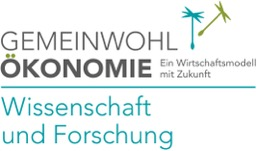 GEMEINWOHL
ÖKONOMIE
Ein Wirtschaftsmodell
mit Zukunft
Wissenschaft
und Forschung